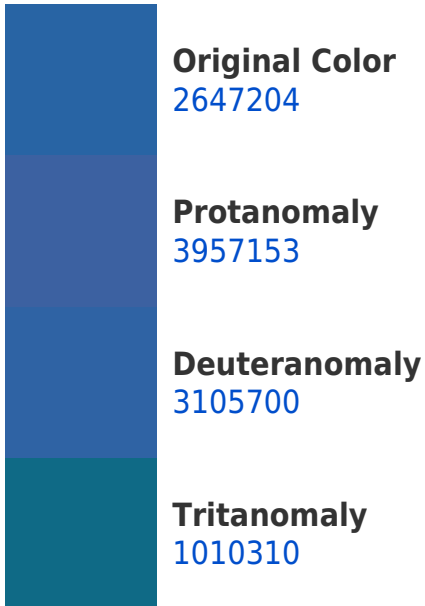 Original Color
2647204
Protanomaly
3957153
Deuteranomaly
3105700
Tritanomaly
1010310